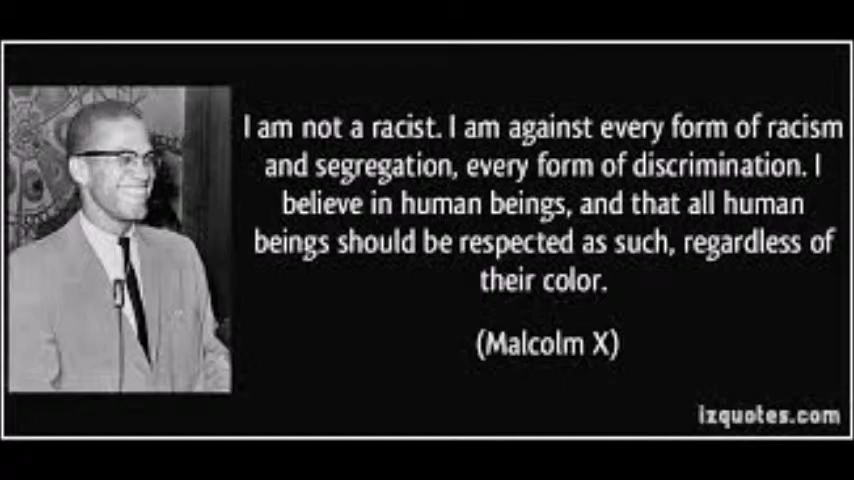 I am not a racist. I am against every form of racism
and segregation, every form of discrimination. I
believe in human beings, and that all human
beings should be respected as such, regardless of
their color.
(Malcolm X)
izquotes.com